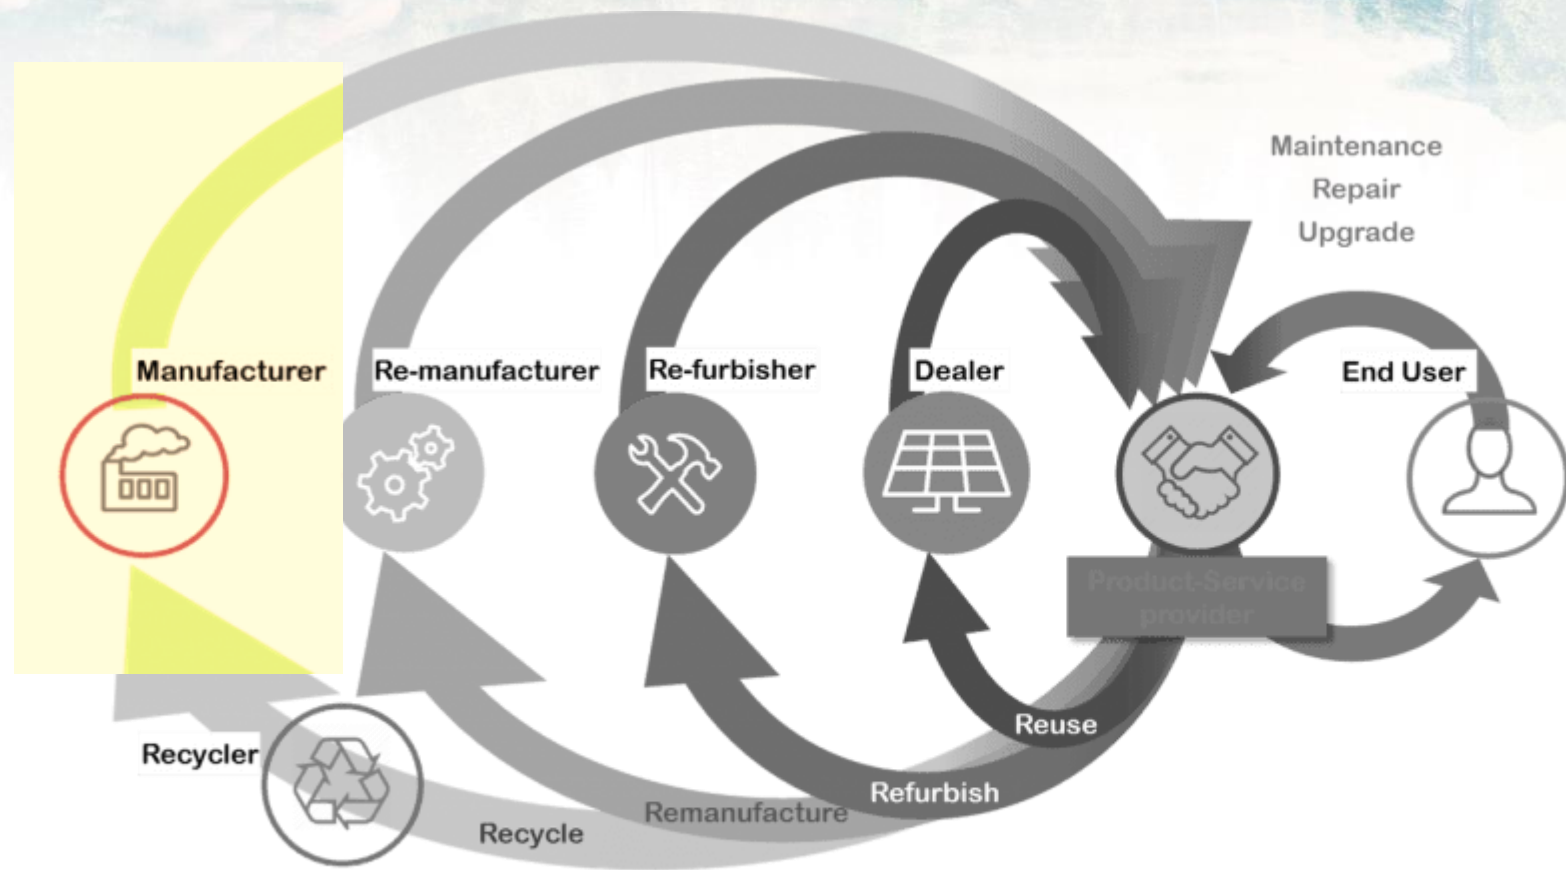 Maintenance
Repair
Upgrade
Manufacturer
Re-manufacturer
Re-furbisher
Dealer
End User
Product-Service
provider
Reuse
Recycler
Refurbish
Remanufacture
Recycle